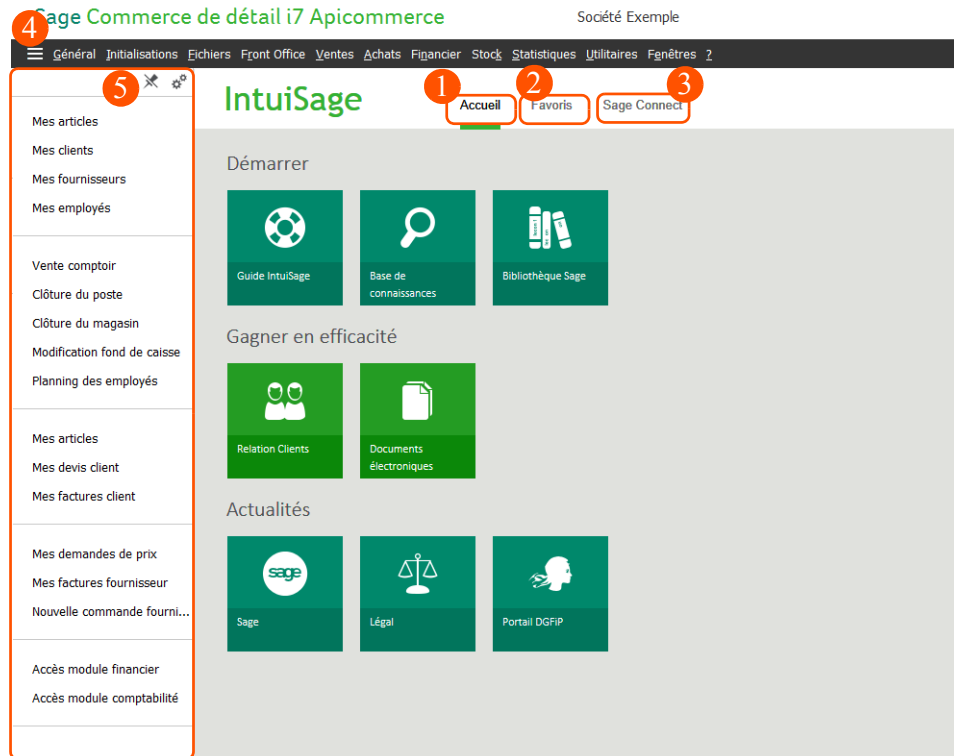 Sage Commerce de détail i7 Apicommerce
Société Exemple
4
Général Initialisations Fichiers Front Office Ventes Achats Financier Stock Statistiques Utilitaires Fenêtres ?
5
IntuiSage
1
Accueil
2
Favoris
3
Sage Connect
Mes articles
Mes clients
Mes fournisseurs
Mes employés
Vente comptoir
Clôture du poste
Clôture du magasin
Modification fond de caisse
Planning des employés
Mes articles
Mes devis client
Mes factures client
Mes demandes de prix
Mes factures fournisseur
Nouvelle commande fourni...
Accès module financier
Accès module comptabilité
Démarrer
Guide IntuiSage
Base de
connaissances
Bibliothèque Sage
Gagner en efficacité
Relation Clients
Documents
électroniques
Actualités
sage
Sage
Légal
Portail DGFiP